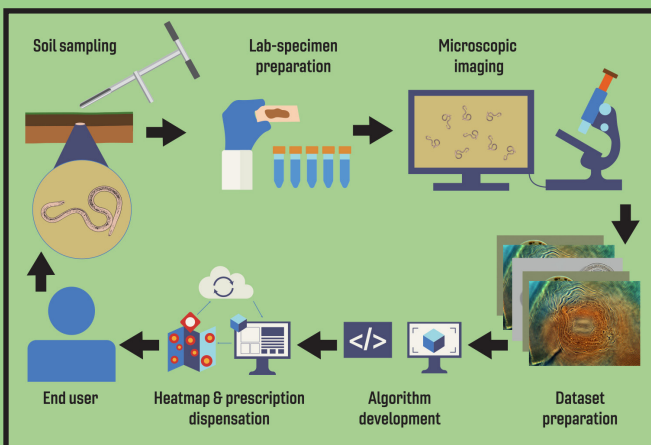 Soil sampling
Lab-specimen
preparation
Microscopic
imaging
</>
End user
Heatmap & prescription
dispensation
Algorithm
development
Dataset
preparation